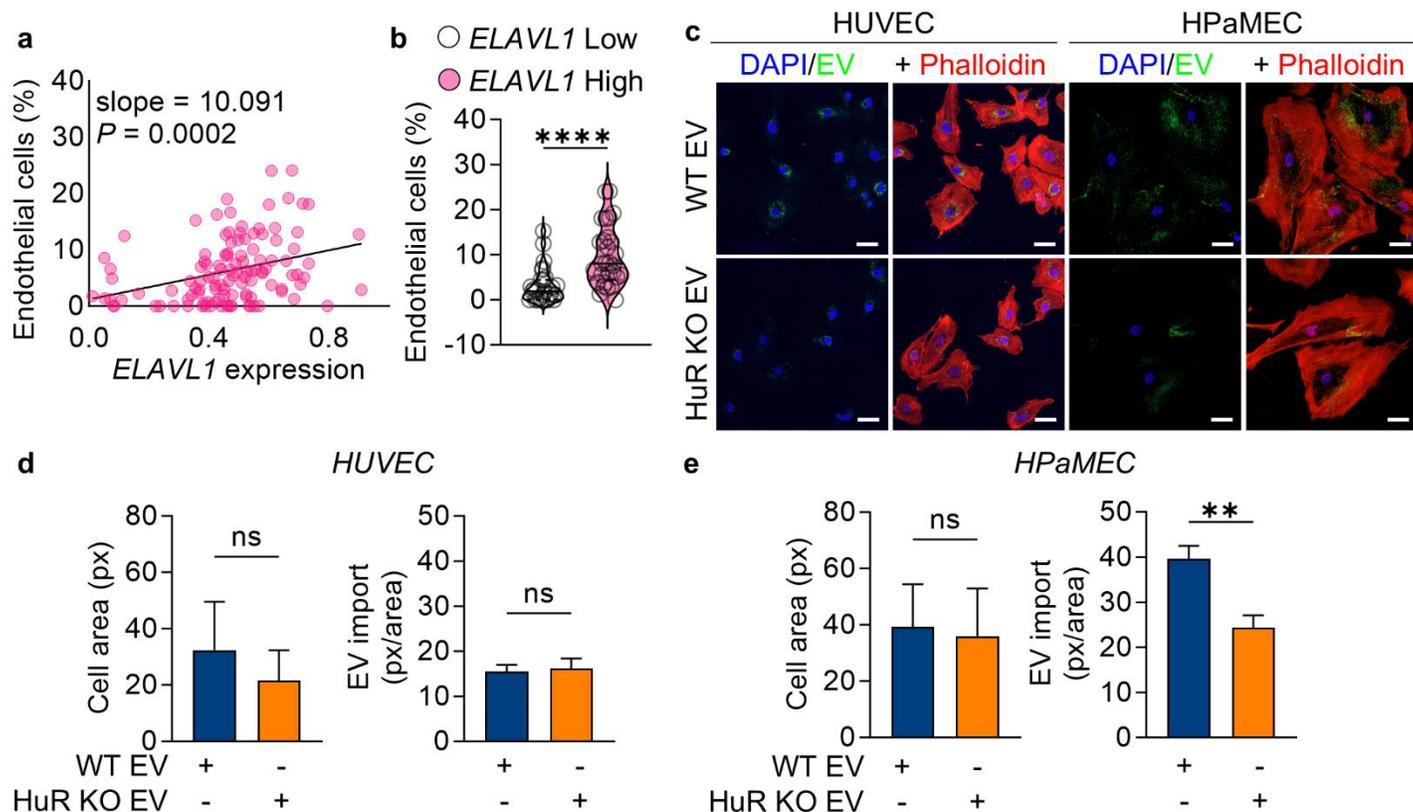 a
Endothelial cells (%)
40
30
20
10
0
slope = 10.091
P = 0.0002
0.0 0.4 0.8
ELAVL1 expression
b
ELAVL1 Low
ELAVL1 High
Endothelial cells (%)
40
30
20
10
0
-10
****
c
HUVEC HPaMEC
DAPI/EV + Phalloidin DAPI/EV + Phalloidin
WT EV
HuR KO EV
d
HUVEC
Cell area (px)
80
60
40
20
0
ns
EV import
(px/area)
50
40
30
20
10
0
ns
WT EV + - + -
HuR KO EV - + - +
e
HPaMEC
Cell area (px)
80
60
40
20
0
ns
EV import
(px/area)
50
40
30
20
10
0
**
WT EV + - + -
HuR KO EV - + - +